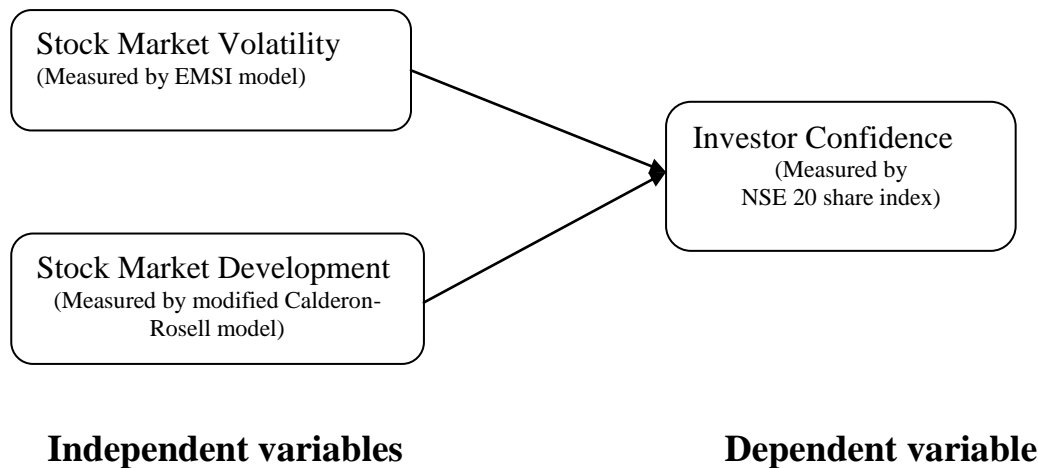 Stock Market Volatility
(Measured by EMSI model)
Investor Confidence
(Measured by
NSE 20 share index)
Stock Market Development
(Measured by modified Calderon-
Rosell model)
Independent variables
Dependent variable